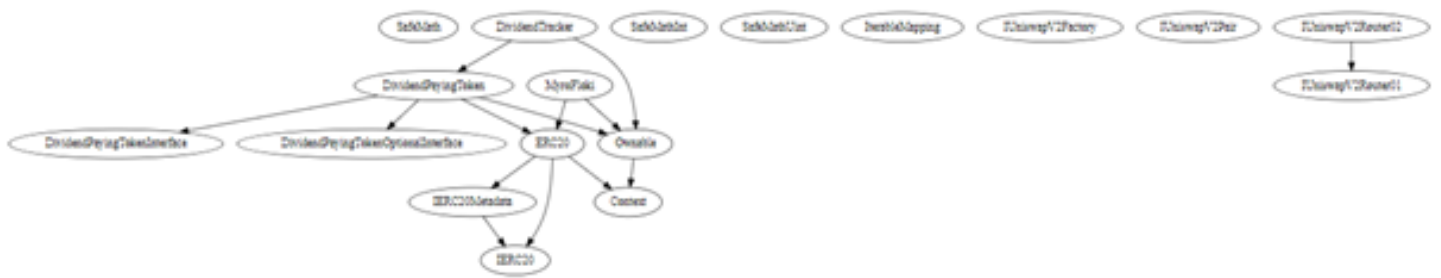 SafeMath DividendTracker SafeMathInt SafeMathUint IterableMapping IUniswapV2Factory IUniswapV2Pair IUniswapV2Router02
DividendPayingToken MyroFloki IUniswapV2Router01
DividendPayingTokenInterface DividendPayingTokenOptionalInterface ERC20 Ownable
IERC20Metadata Context
IERC20